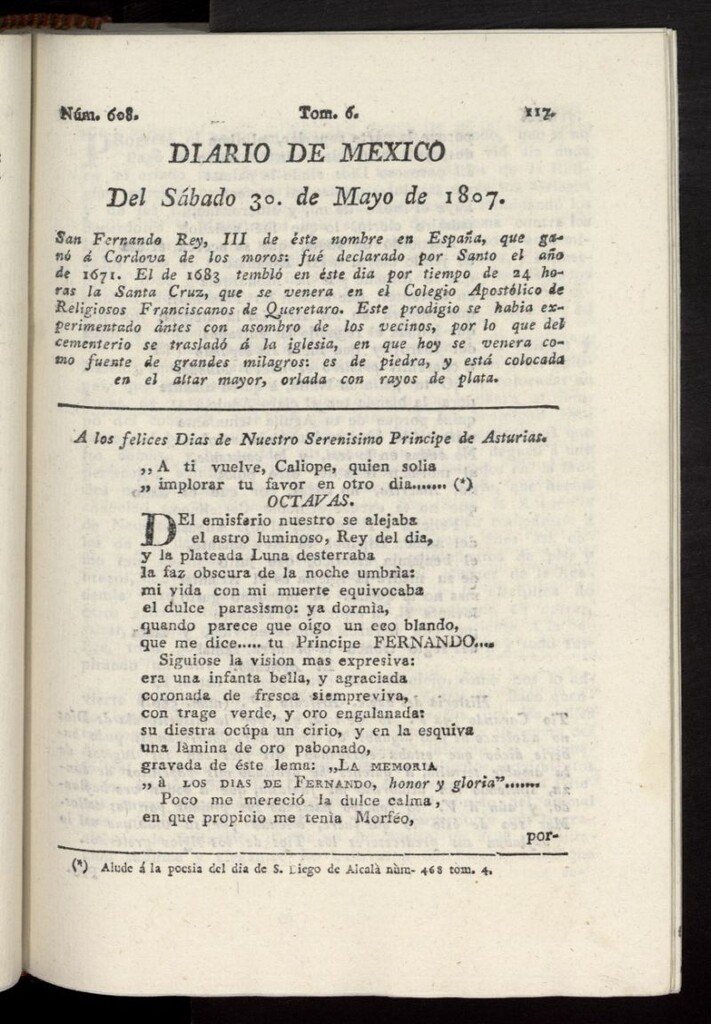 Núm. 608. Tom. 6. 117.
DIARIO DE MEXICO
Del Sábado 30. de Mayo de 1807.
San Fernando Rey, III de éste nombre en España, que ga-
nó á Cordova de los moros: fué declarado por Santo el año
de 1671. El de 1683 tembló en éste dia por tiempo de 24 ho-
ras la Santa Cruz, que se venera en el Colegio Apostólico de
Religiosos Franciscanos de Queretaro. Este prodigio se habia ex-
perimentado ántes con asombro de los vecinos, por lo que del
cementerio se trasladó á la iglesia, en que hoy se venera co-
mo fuente de grandes milagros: es de piedra, y está colocada
en el altar mayor, orlada con rayos de plata.
A los felices Dias de Nuestro Serenisimo Principe de Asturias.
,, A ti vuelve, Caliope, quien solia
,, implorar tu favor en otro dia....... (*)
OCTAVAS.
DEl emisferio nuestro se alejaba
el astro luminoso, Rey del dia,
y la plateada Luna desterraba
la faz obscura de la noche umbria:
mi vida con mi muerte equivocaba
el dulce parasismo: ya dormìa,
quando parece que oigo un eco blando,
que me dice..... tu Principe FERNANDO....
Siguiose la vision mas expresiva:
era una infanta bella, y agraciada
coronada de fresca siempreviva,
con trage verde, y oro engalanada:
su diestra ocúpa un cirio, y en la esquiva
una làmina de oro pabonado,
gravada de éste lema: ,,LA MEMORIA
,, à LOS DIAS DE FERNANDO, honor y gloria".......
Poco me mereció la dulce calma,
en que propicio me tenia Morféo,
por-
(*) Alude á la poesia del dia de S. Diego de Alcalà nùm- 468 tom. 4.